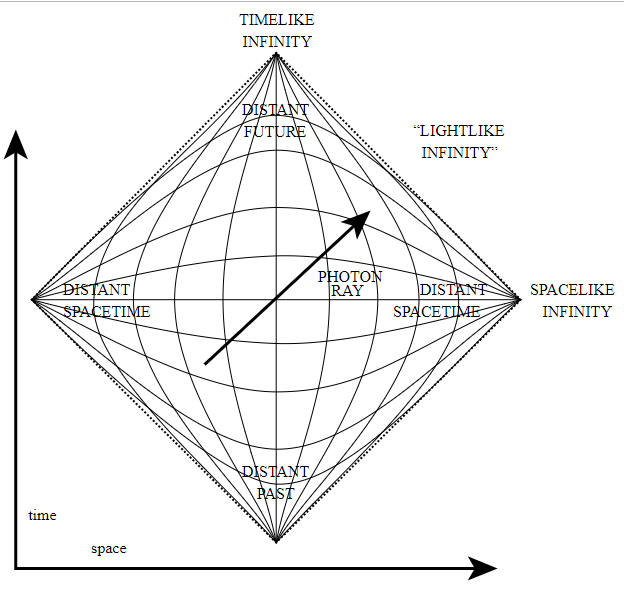 TIMELIKE
INFINITY
DISTANT
FUTURE
“LIGHTLIKE
INFINITY”
PHOTON
RAY
DISTANT
SPACETIME
DISTANT
SPACETIME
SPACELIKE
INFINITY
DISTANT
PAST
time
space